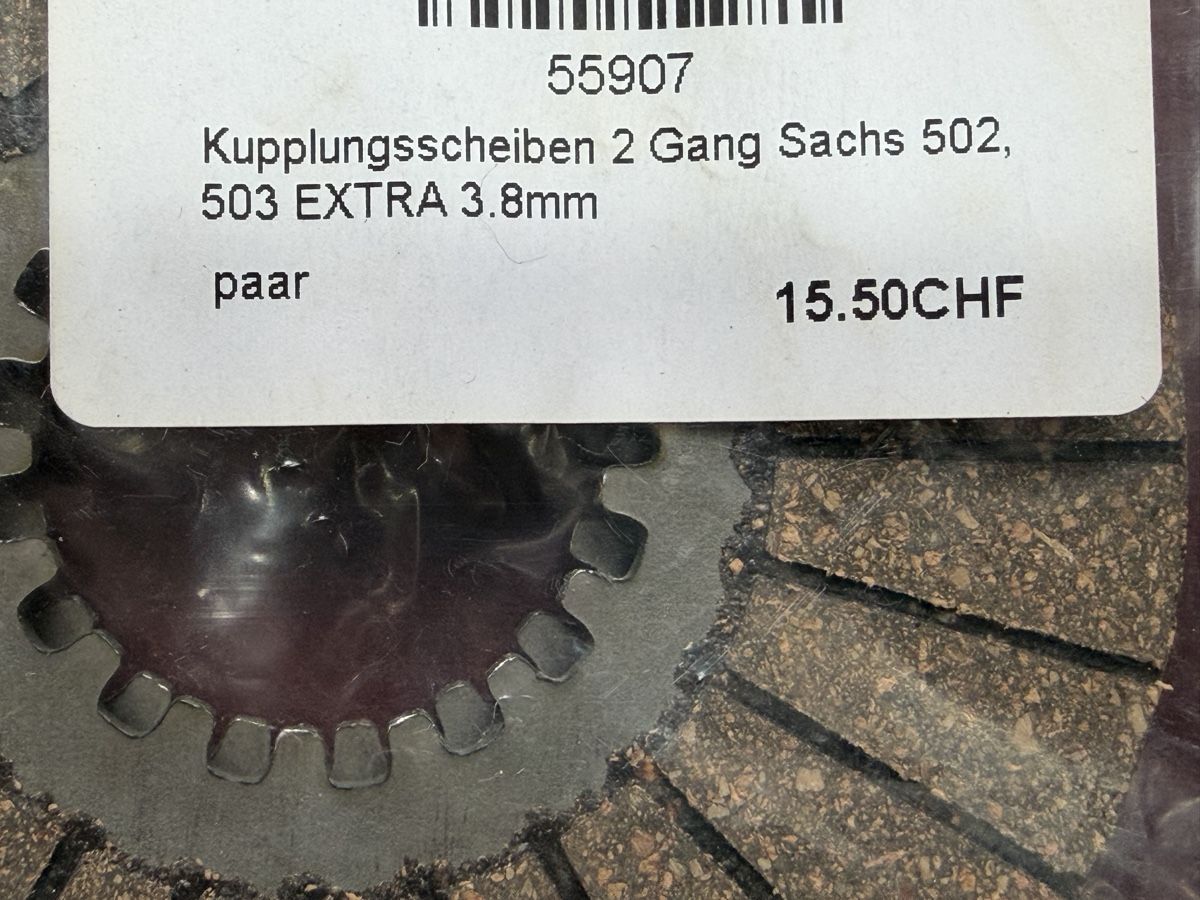 55907
Kupplungsscheiben 2 Gang Sachs 502,
503 EXTRA 3.8mm
paar
15.50CHF